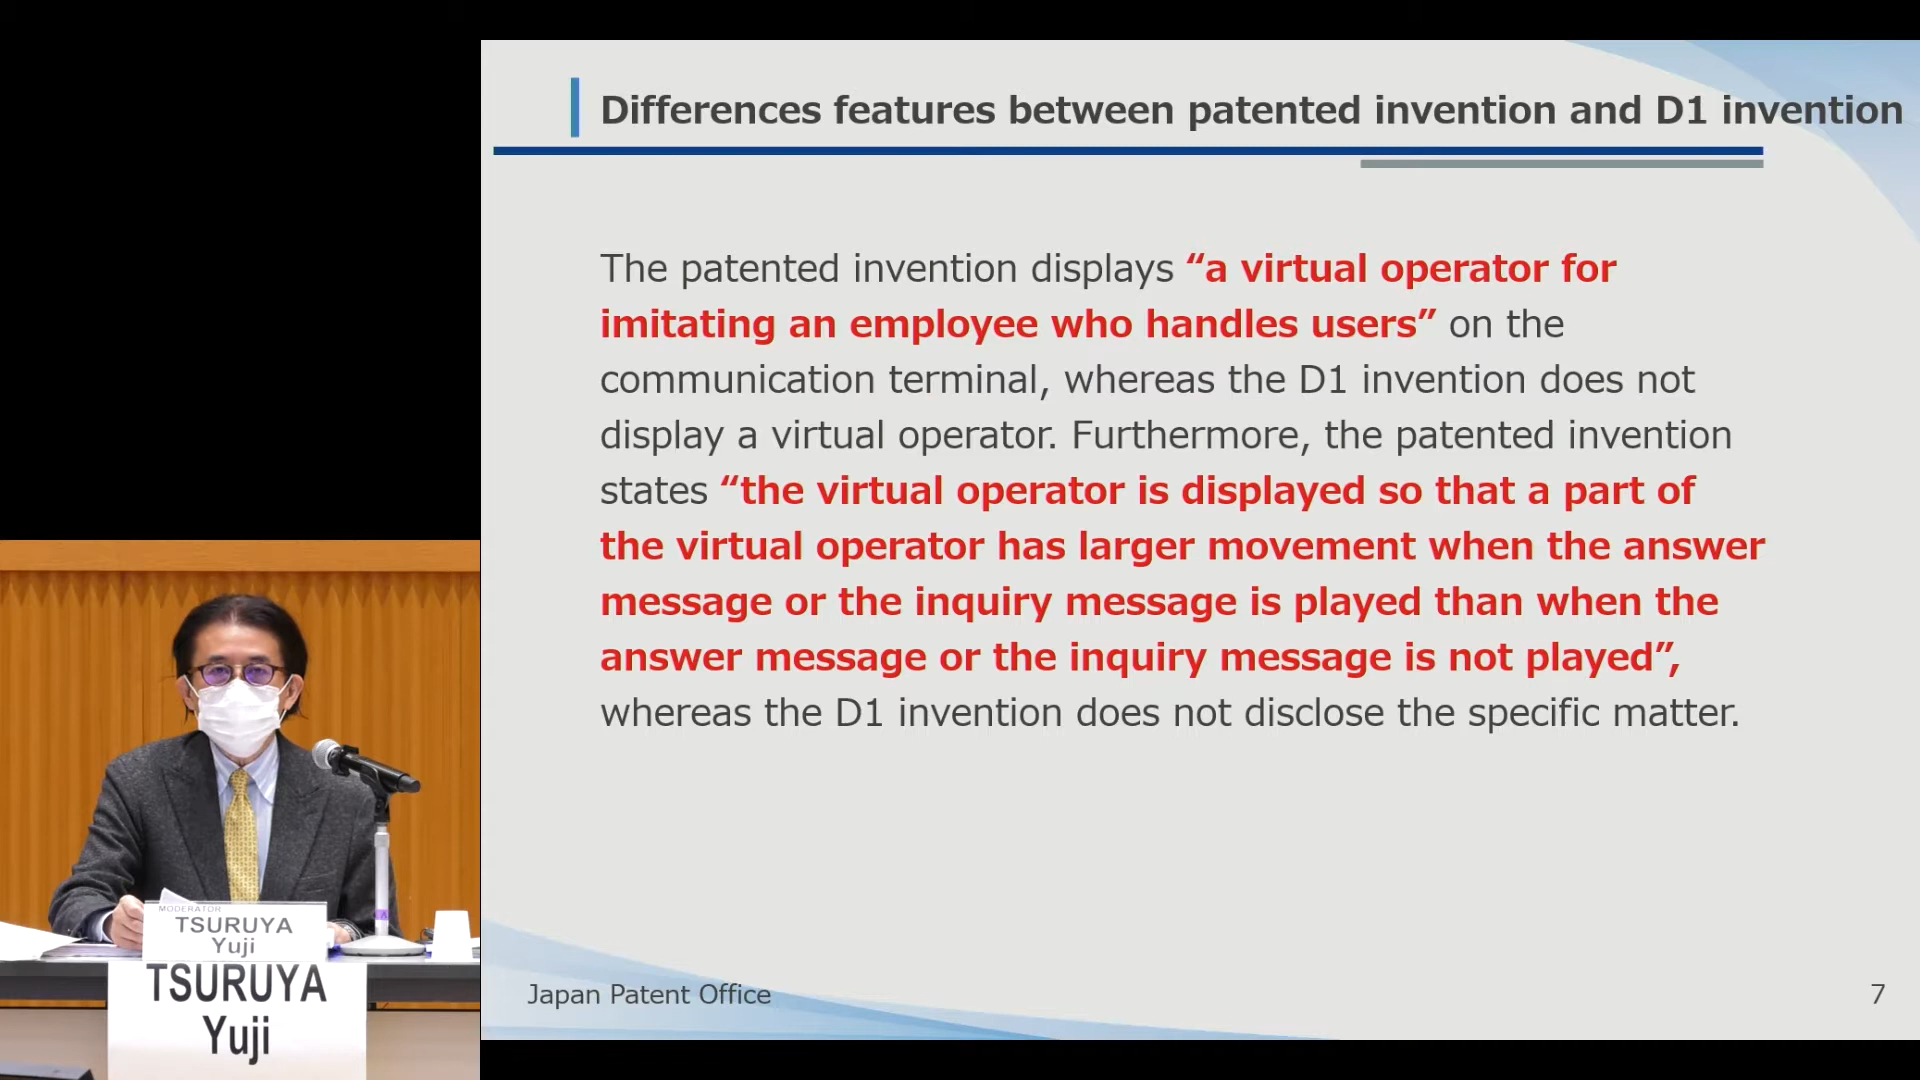 Differences features between patented invention and D1 invention
The patented invention displays “a virtual operator for
imitating an employee who handles users” on the
communication terminal, whereas the D1 invention does not
display a virtual operator. Furthermore, the patented invention
states “the virtual operator is displayed so that a part of
the virtual operator has larger movement when the answer
message or the inquiry message is played than when the
answer message or the inquiry message is not played”,
whereas the D1 invention does not disclose the specific matter.
Japan Patent Office
7
MODERATOR
TSURUYA
Yuji
TSURUYA
Yuji